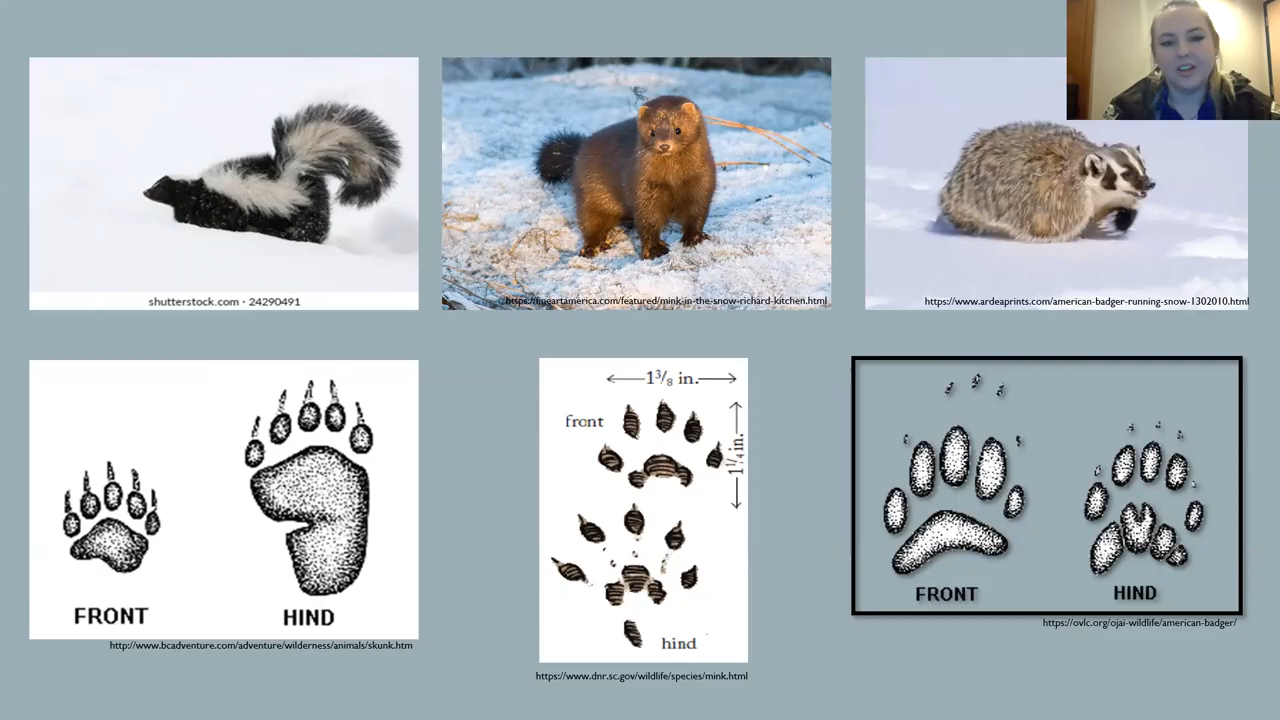 shutterstock.com · 24290491
https://fineartamerica.com/featured/mink-in-the-snow-richard-kitchen.html
https://www.ardeaprints.com/american-badger-running-snow-1302010.html
FRONT
HIND
http://www.bcadventure.com/adventure/wilderness/animals/skunk.htm
1 3/8 in.
front
1 1/4 in.
hind
https://www.dnr.sc.gov/wildlife/species/mink.html
FRONT
HIND
https://ovlc.org/ojai-wildlife/american-badger/